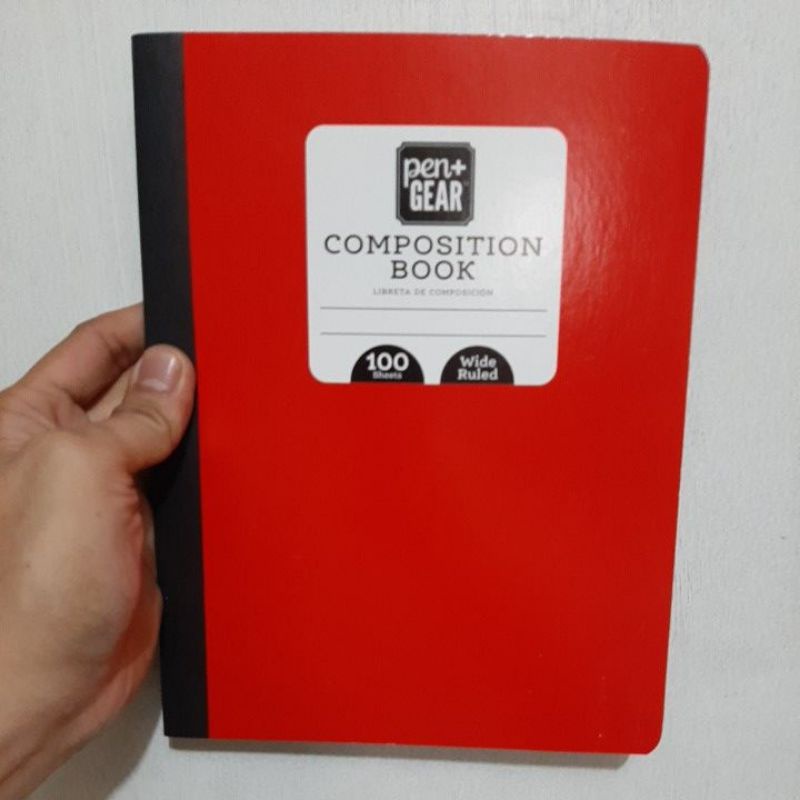 pen+
GEAR
COMPOSITION
BOOK
LIBRETA DE COMPOSICIÓN
100
Sheets
Wide
Ruled